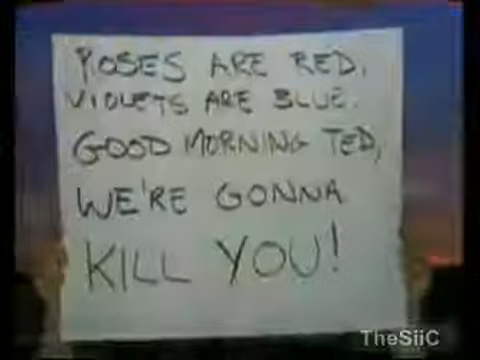 ROSES ARE RED.
VIOLETS ARE BLUE.
GOOD MORNING TED,
WE'RE GONNA
KILL YOU!
TheSiiC